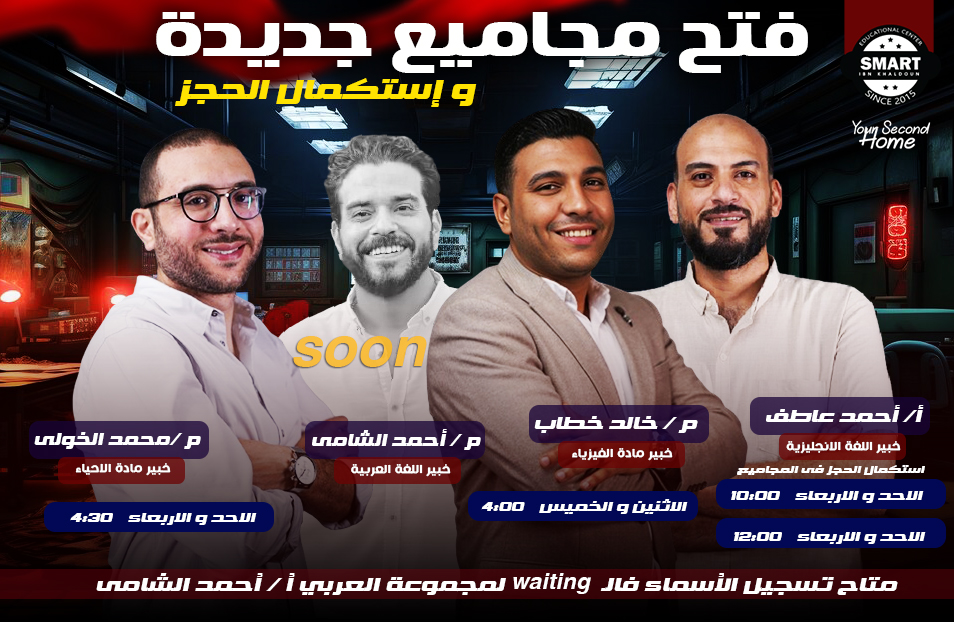 فتح مجاميع جديدة
و إستكمال الحجز
EDUCATIONAL CENTER
SMART
IBN KHALDOUN
SINCE 2015
Your Second
Home
soon
أ/ أحمد عاطف
خبير اللغة الانجليزية
استكمال الحجز فى المجاميع
الاحد و الاربعاء 10:00
الاحد و الاربعاء 12:00
م / خالد خطاب
خبير مادة الفيزياء
الاثنين و الخميس 4:00
م / أحمد الشامى
خبير اللغة العربية
م /محمد الخولى
خبير مادة الاحياء
الاحد و الاربعاء 4:30
متاح تسجيل الأسماء فال waiting لمجموعة العربي أ / أحمد الشامى